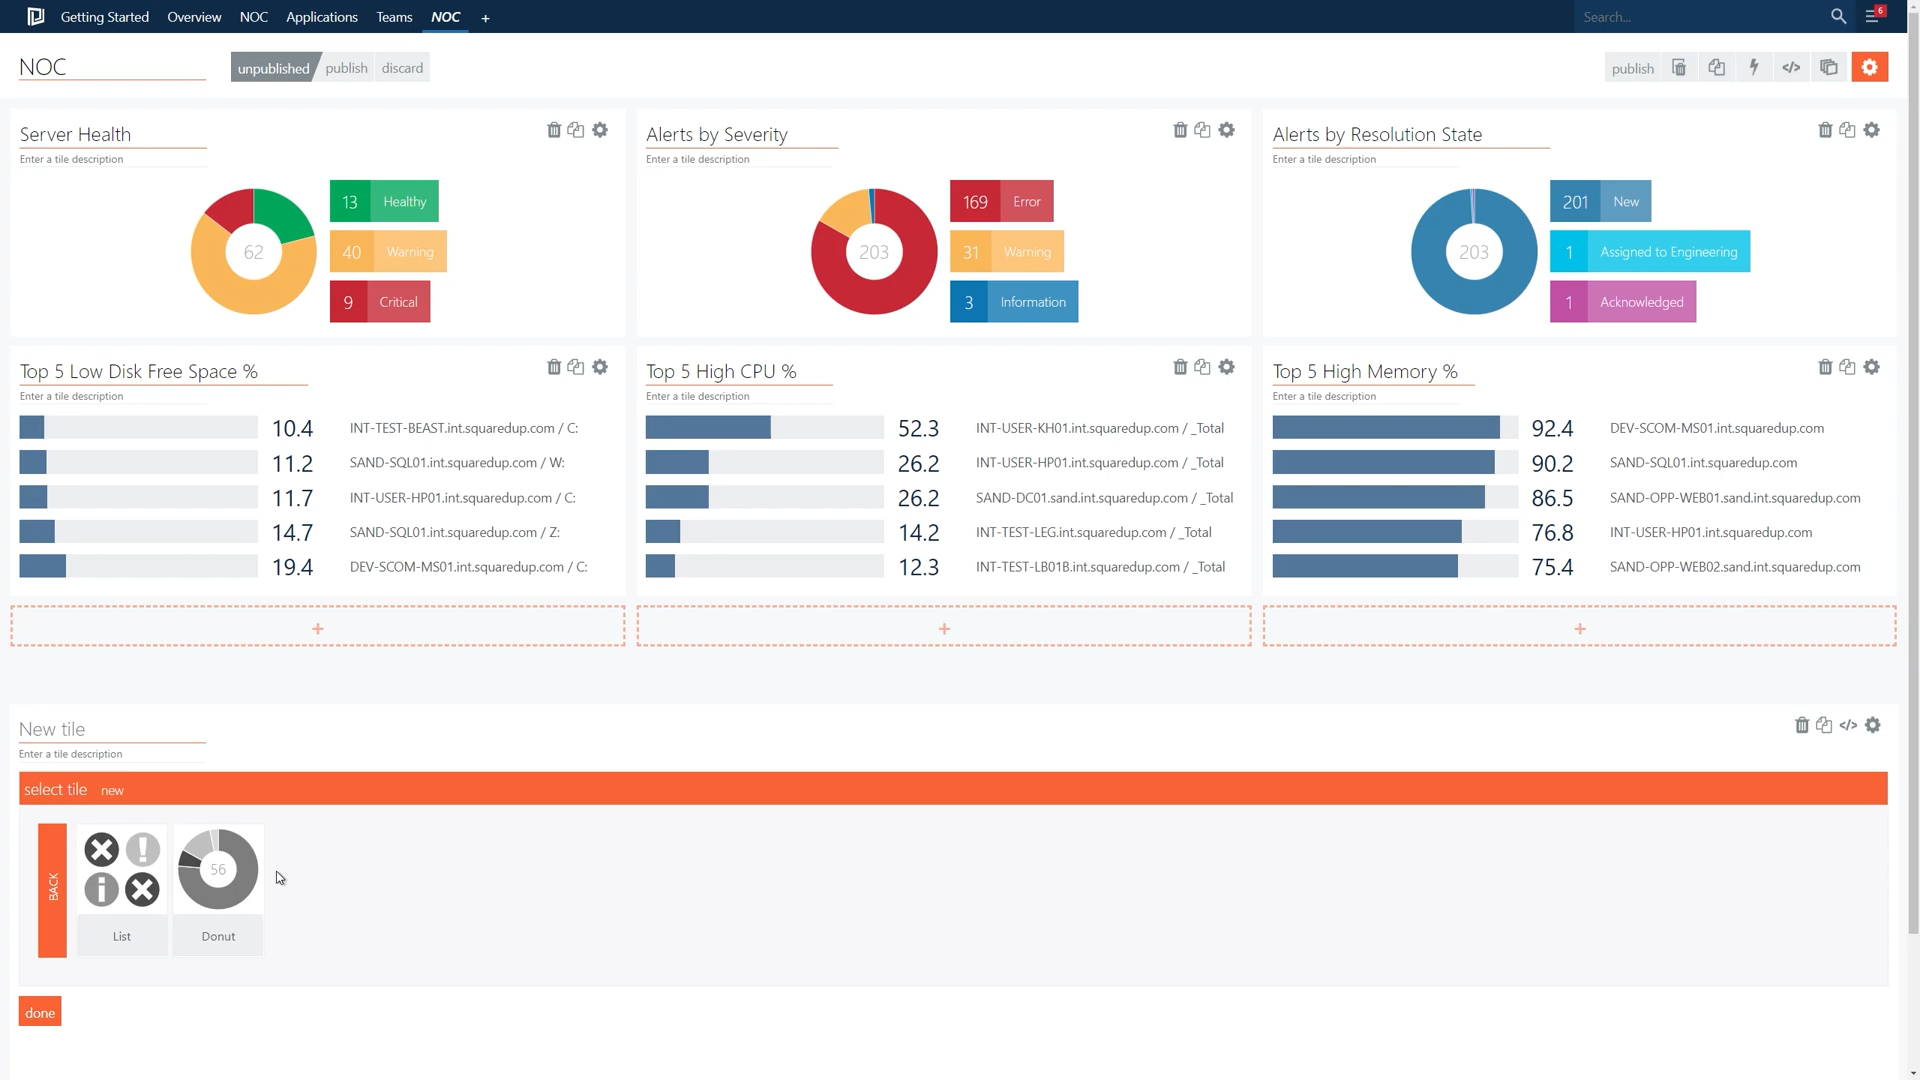 Getting Started Overview NOC Applications Teams NOC +
Search...
6
NOC
unpublished publish discard
publish
Server Health
Enter a tile description
62
13 Healthy
40 Warning
9 Critical
Alerts by Severity
Enter a tile description
203
169 Error
31 Warning
3 Information
Alerts by Resolution State
Enter a tile description
203
201 New
1 Assigned to Engineering
1 Acknowledged
Top 5 Low Disk Free Space %
Enter a tile description
10.4 INT-TEST-BEAST.int.squaredup.com / C:
11.2 SAND-SQL01.int.squaredup.com / W:
11.7 INT-USER-HP01.int.squaredup.com / C:
14.7 SAND-SQL01.int.squaredup.com / Z:
19.4 DEV-SCOM-MS01.int.squaredup.com / C:
Top 5 High CPU %
Enter a tile description
52.3 INT-USER-KH01.int.squaredup.com / _Total
26.2 INT-USER-HP01.int.squaredup.com / _Total
26.2 SAND-DC01.sand.int.squaredup.com / _Total
14.2 INT-TEST-LEG.int.squaredup.com / _Total
12.3 INT-TEST-LB01B.int.squaredup.com / _Total
Top 5 High Memory %
Enter a tile description
92.4 DEV-SCOM-MS01.int.squaredup.com
90.2 SAND-SQL01.int.squaredup.com
86.5 SAND-OPP-WEB01.sand.int.squaredup.com
76.8 INT-USER-HP01.int.squaredup.com
75.4 SAND-OPP-WEB02.sand.int.squaredup.com
+
+
+
New tile
Enter a tile description
select tile new
BACK
56
List
Donut
done